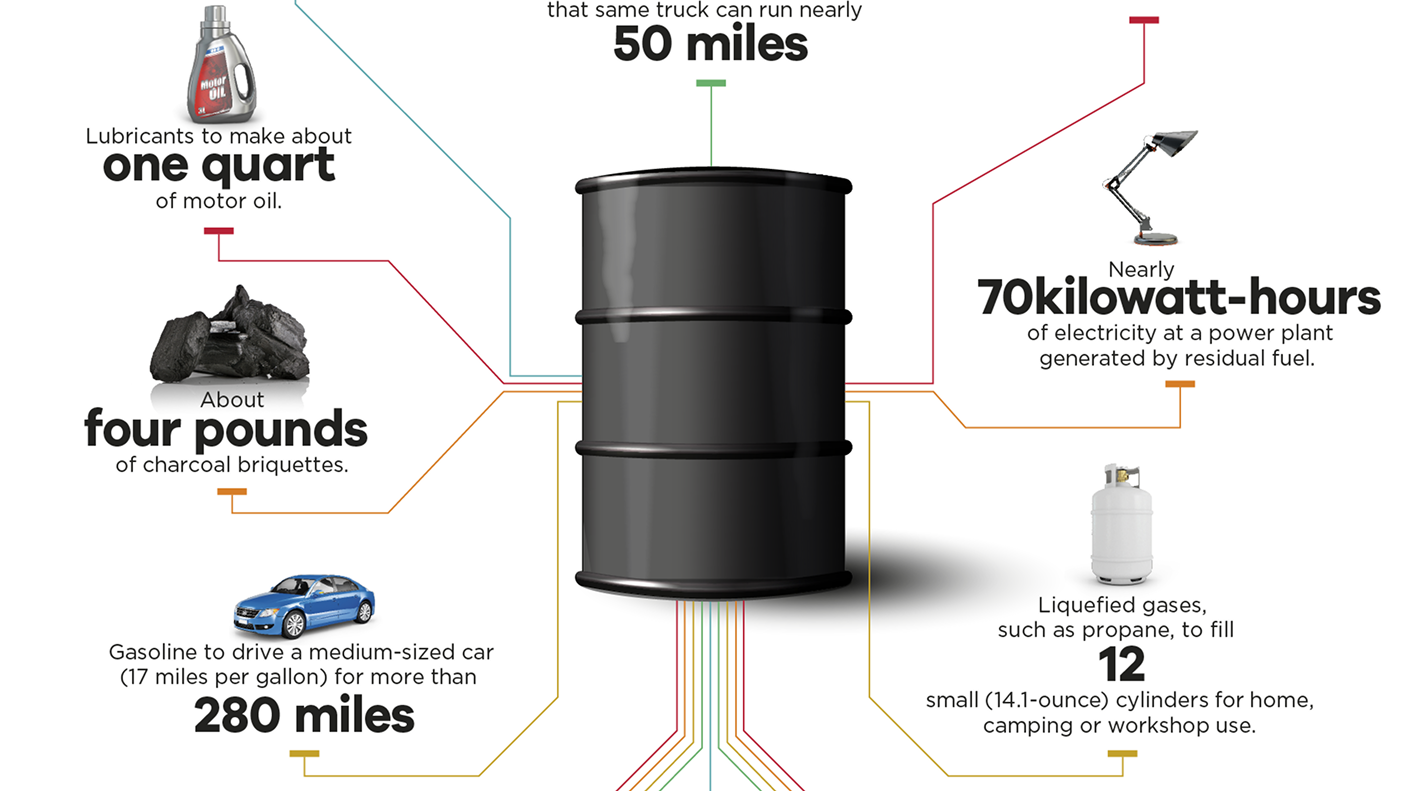 that same truck can run nearly
50 miles
Motor
OIL
Lubricants to make about
one quart
of motor oil.
About
four pounds
of charcoal briquettes.
Gasoline to drive a medium-sized car
(17 miles per gallon) for more than
280 miles
Nearly
70kilowatt-hours
of electricity at a power plant
generated by residual fuel.
Liquefied gases,
such as propane, to fill
12
small (14.1-ounce) cylinders for home,
camping or workshop use.